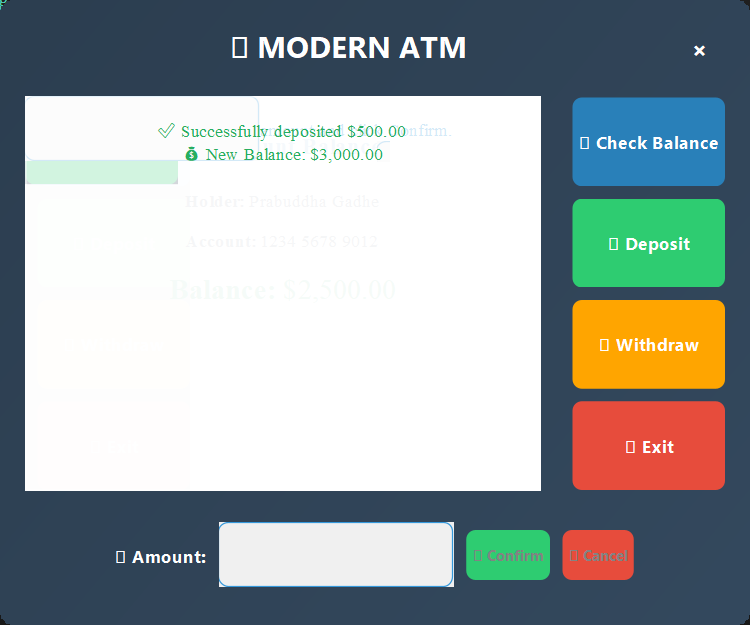 MODERN ATM
×
✅ Successfully deposited $500.00
💰 New Balance: $3,000.00
Holder: Prabuddha Gadhe
Account: 1234 5678 9012
Balance: $2,500.00
Check Balance
Deposit
Withdraw
Exit
Amount:
Confirm
Cancel